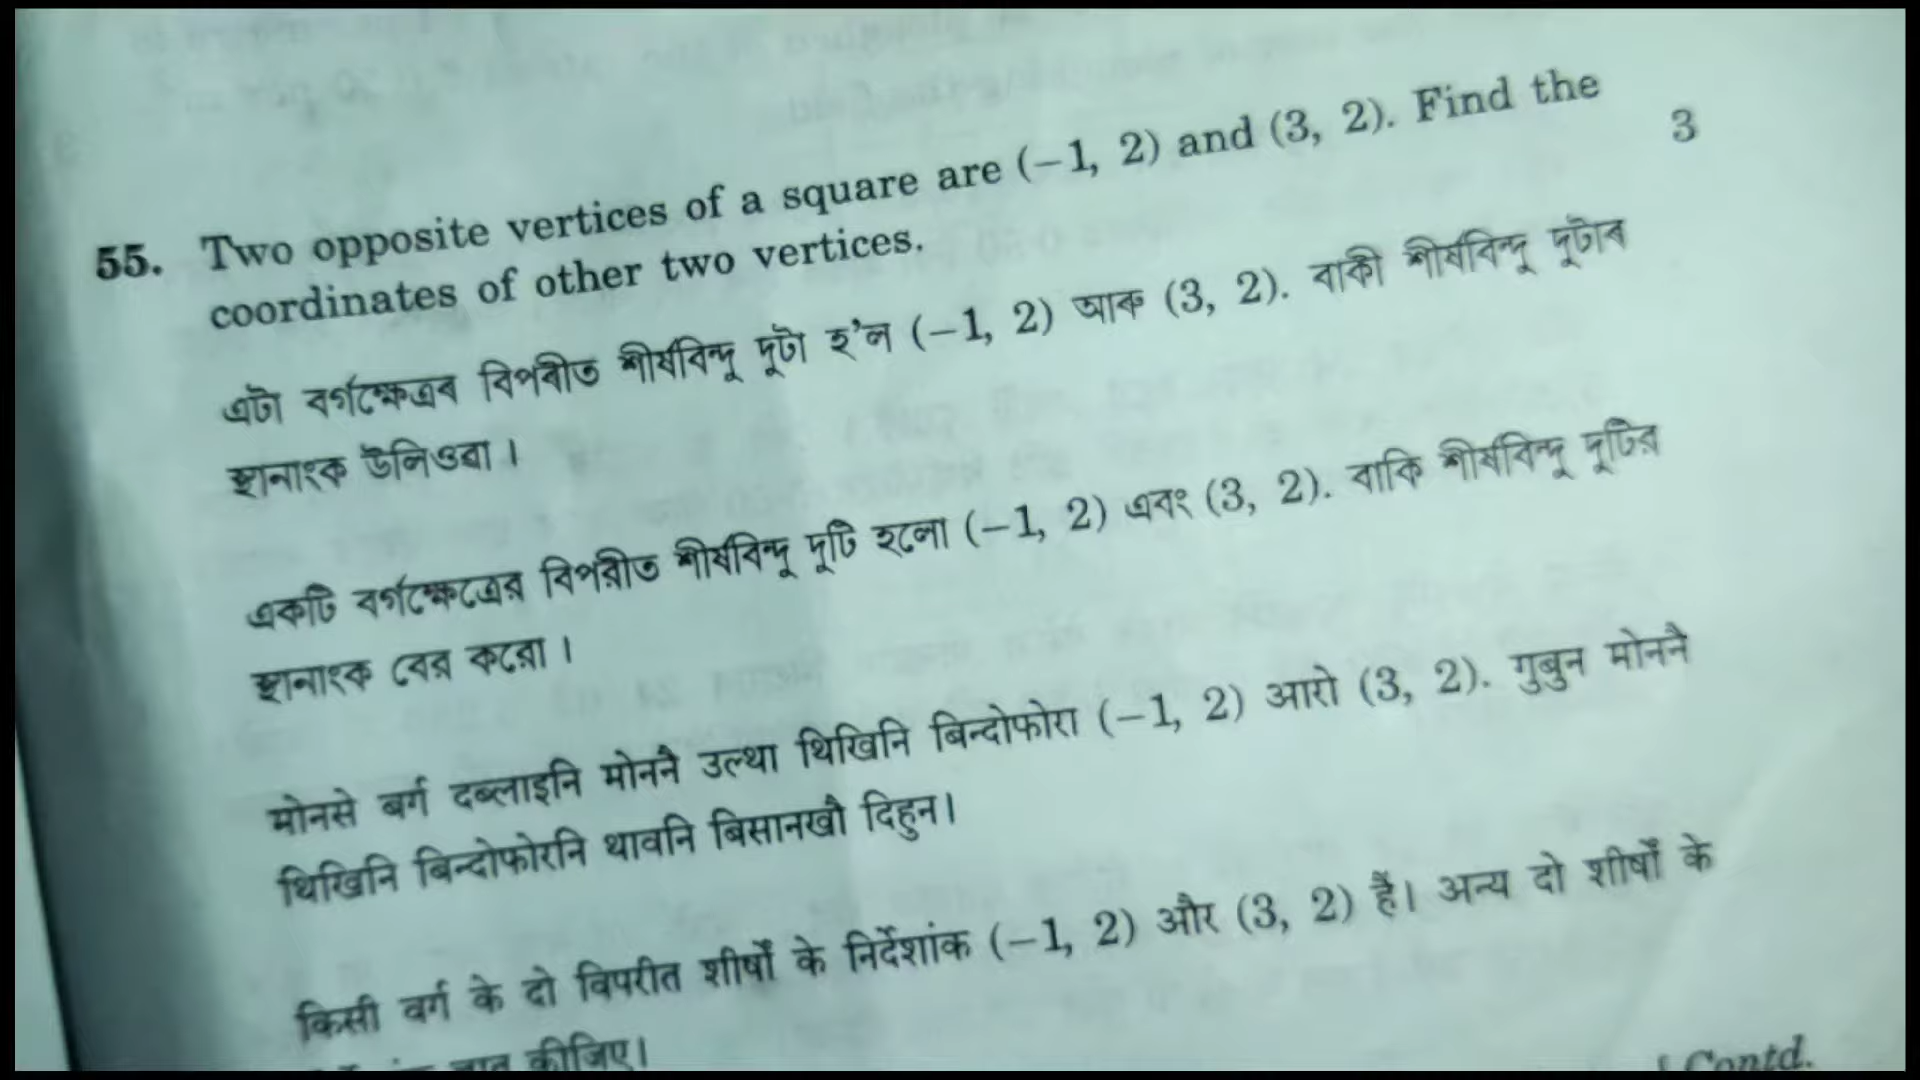 55. Two opposite vertices of a square are (−1, 2) and (3, 2). Find the
3
coordinates of other two vertices.
এটা বৰ্গক্ষেত্ৰৰ বিপৰীত শীৰ্ষবিন্দু দুটা হ'ল (−1, 2) আৰু (3, 2). বাকী শীৰ্ষবিন্দু দুটাৰ
স্থানাংক উলিওৱা ।
একটি বর্গক্ষেত্রের বিপরীত শীর্ষবিন্দু দুটি হলো (−1, 2) এবং (3, 2). বাকি শীর্ষবিন্দু দুটির
স্থানাংক বের করো ।
मोनसे बर्ग दब्लाइनि मोननै उल्था थिखिनि बिन्दोफोरा (−1, 2) आरो (3, 2). गुबुन मोननै
थिखिनि बिन्दोफोरनि थावनि बिसानखौ दिहुन।
किसी वर्ग के दो विपरीत शीर्षों के निर्देशांक (−1, 2) और (3, 2) हैं। अन्य दो शीर्षों के
कीजिए।
Contd.